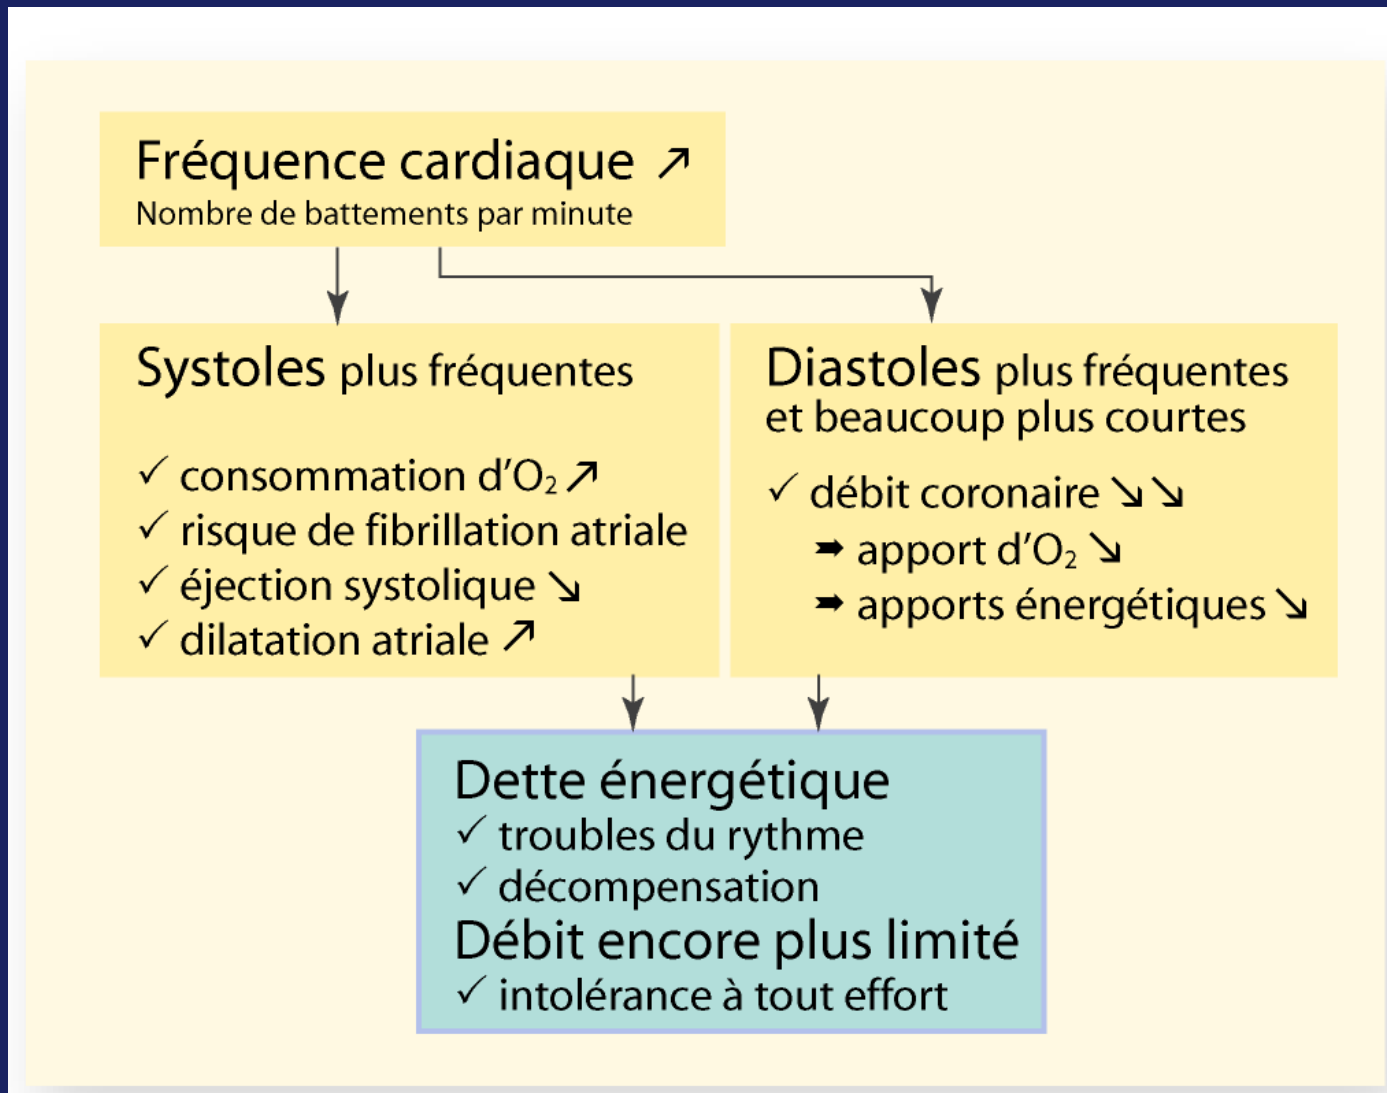 Fréquence cardiaque ↗
Nombre de battements par minute
Systoles plus fréquentes
✓ consommation d'O₂ ↗
✓ risque de fibrillation atriale
✓ éjection systolique ↘
✓ dilatation atriale ↗
Diastoles plus fréquentes
et beaucoup plus courtes
✓ débit coronaire ↘ ↘
➡ apport d'O₂ ↘
➡ apports énergétiques ↘
Dette énergétique
✓ troubles du rythme
✓ décompensation
Débit encore plus limité
✓ intolérance à tout effort